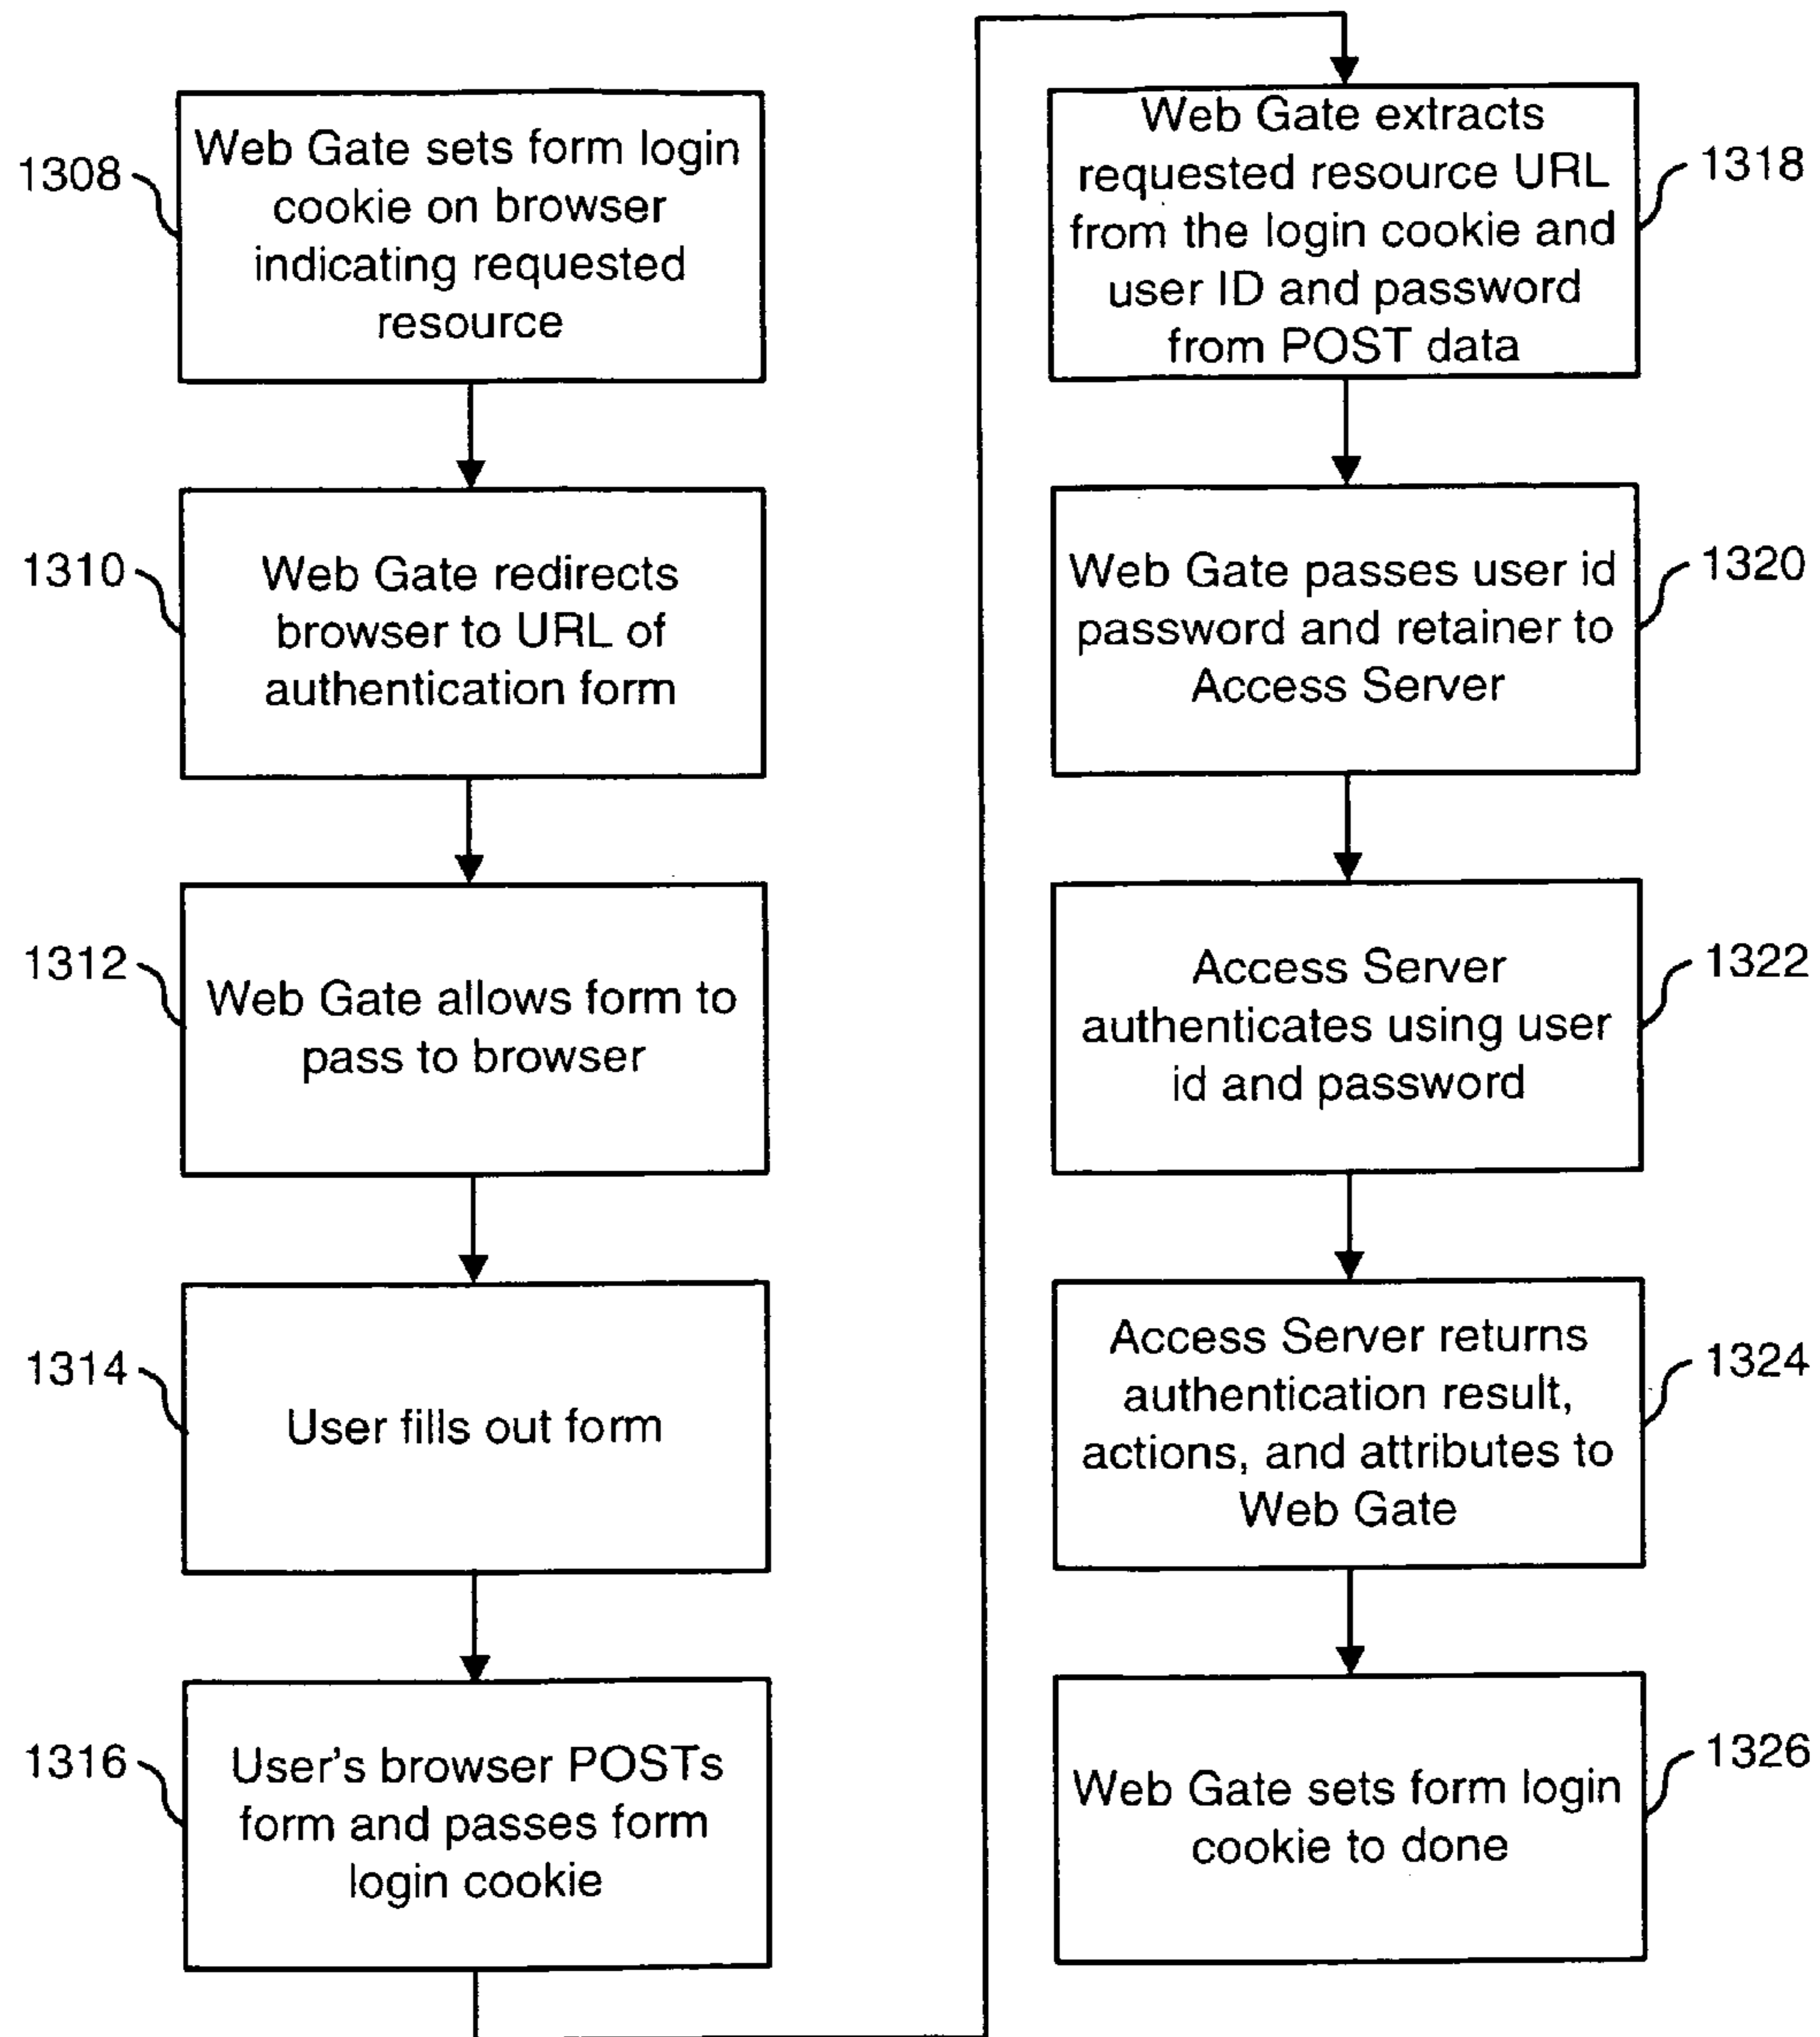 1308
Web Gate sets form login
cookie on browser
indicating requested
resource
1310
Web Gate redirects
browser to URL of
authentication form
1312
Web Gate allows form to
pass to browser
1314
User fills out form
1316
User's browser POSTs
form and passes form
login cookie
Web Gate extracts
requested resource URL
from the login cookie and
user ID and password
from POST data
1318
Web Gate passes user id
password and retainer to
Access Server
1320
Access Server
authenticates using user
id and password
1322
Access Server returns
authentication result,
actions, and attributes to
Web Gate
1324
Web Gate sets form login
cookie to done
1326